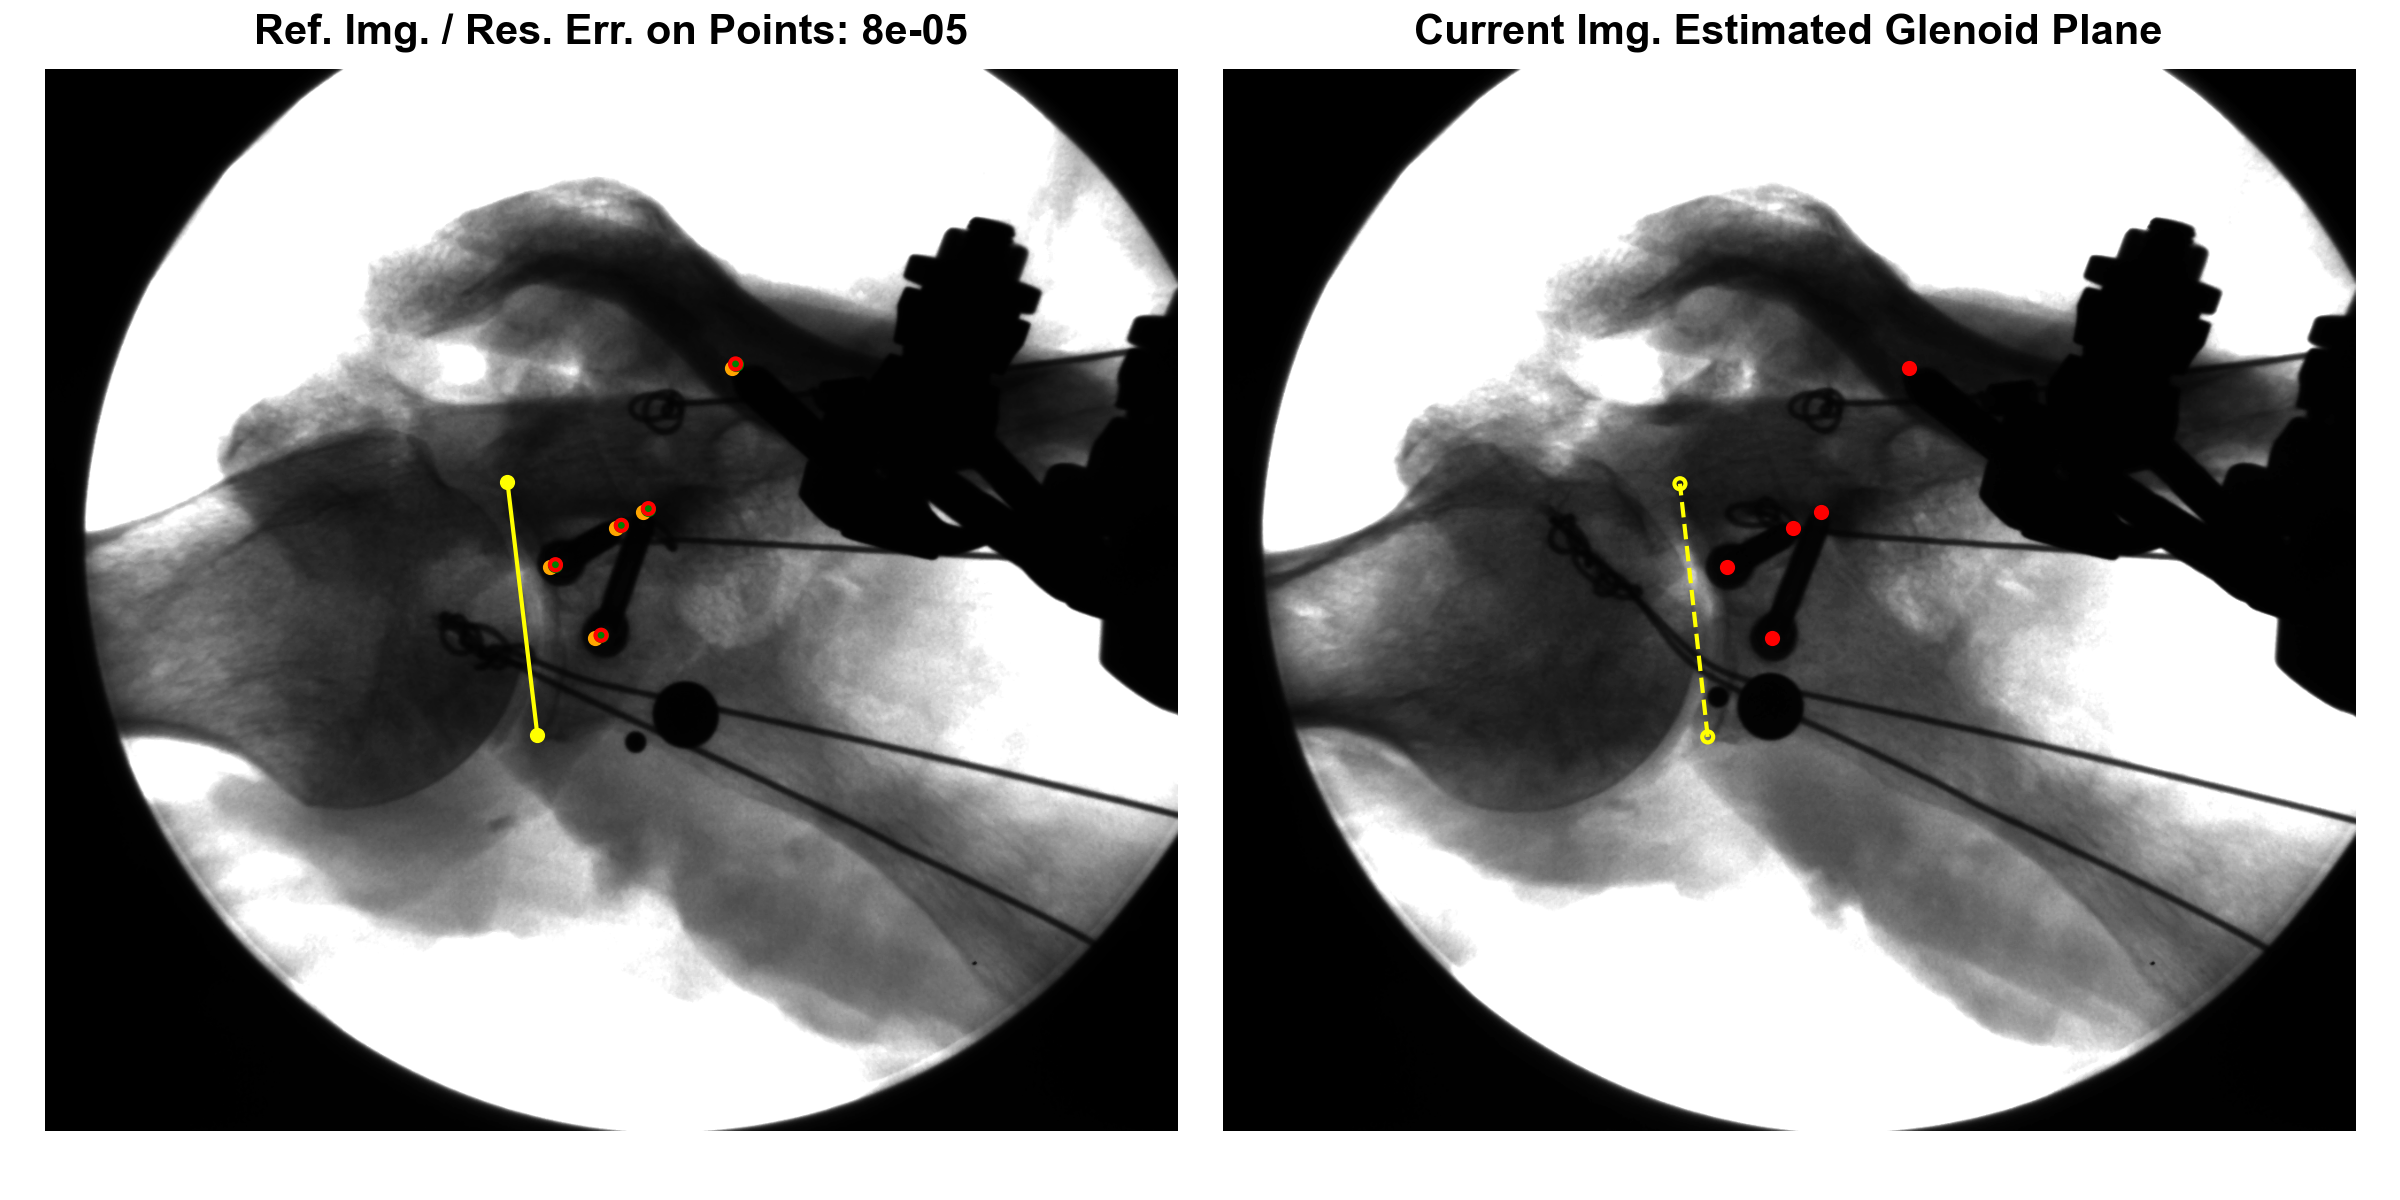 Ref. Img. / Res. Err. on Points: 8e-05
Current Img. Estimated Glenoid Plane